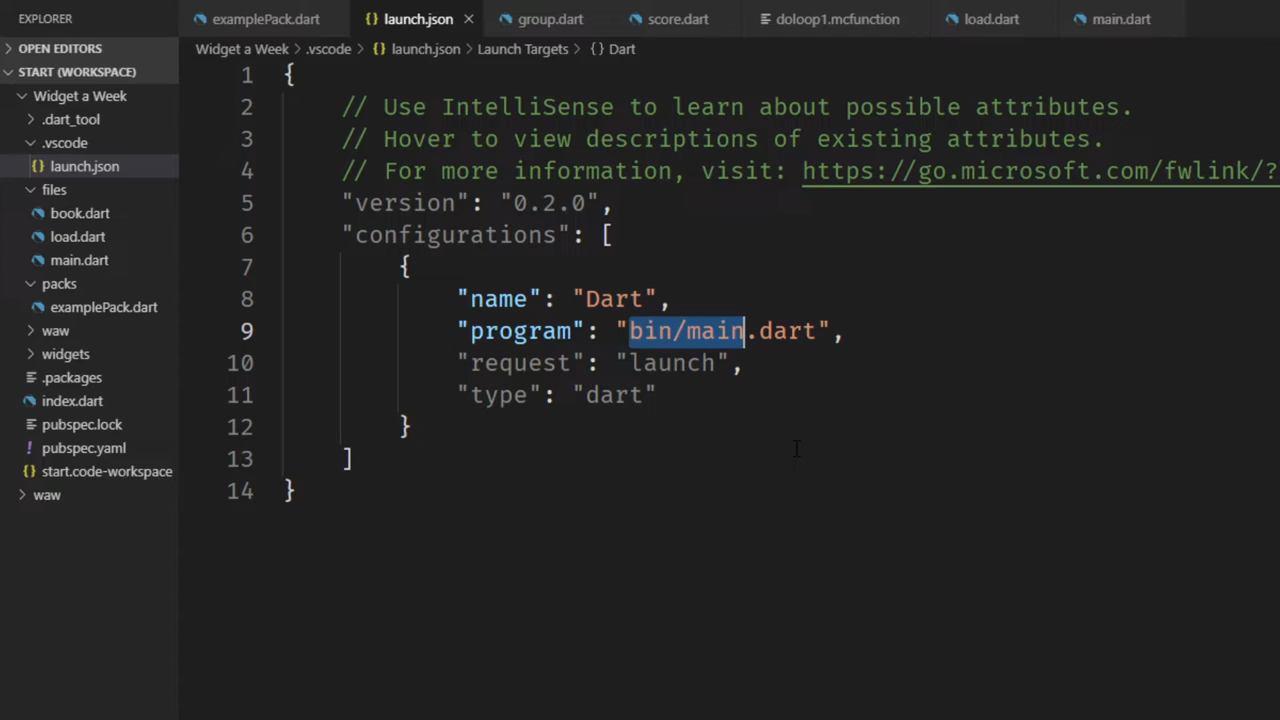 EXPLORER
examplePack.dart
launch.json
group.dart
score.dart
doloop1.mcfunction
load.dart
main.dart
OPEN EDITORS
START (WORKSPACE)
Widget a Week
.dart_tool
.vscode
launch.json
files
book.dart
load.dart
main.dart
packs
examplePack.dart
waw
widgets
.packages
index.dart
pubspec.lock
pubspec.yaml
start.code-workspace
waw
Widget a Week > .vscode > {} launch.json > Launch Targets > {} Dart
1 {
2 // Use IntelliSense to learn about possible attributes.
3 // Hover to view descriptions of existing attributes.
4 // For more information, visit: https://go.microsoft.com/fwlink/?
5 "version": "0.2.0",
6 "configurations": [
7 {
8 "name": "Dart",
9 "program": "bin/main.dart",
10 "request": "launch",
11 "type": "dart"
12 }
13 ]
14 }